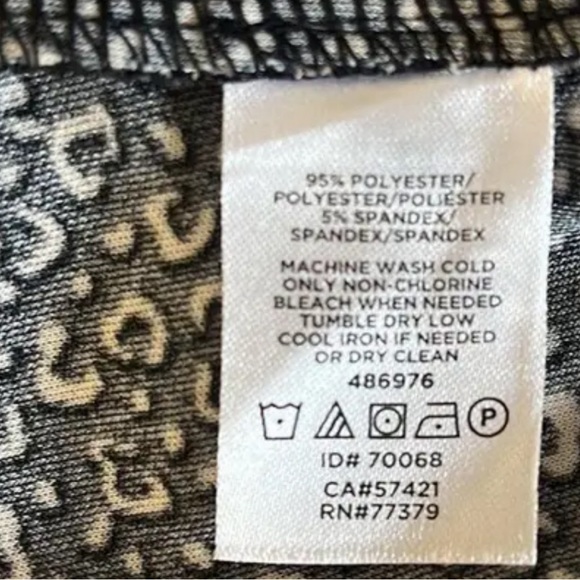 95% POLYESTER/
POLYESTER/POLIÉSTER
5% SPANDEX/
SPANDEX/SPANDEX
MACHINE WASH COLD
ONLY NON-CHLORINE
BLEACH WHEN NEEDED
TUMBLE DRY LOW
COOL IRON IF NEEDED
OR DRY CLEAN
486976
P
ID# 70068
CA#57421
RN#77379